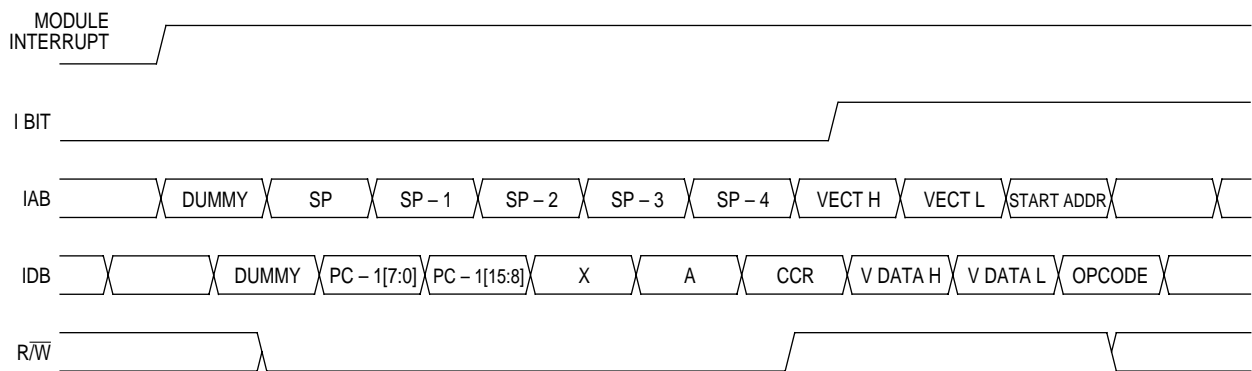 MODULE
INTERRUPT
I BIT
IAB DUMMY SP SP – 1 SP – 2 SP – 3 SP – 4 VECT H VECT L START ADDR
IDB DUMMY PC – 1[7:0] PC – 1[15:8] X A CCR V DATA H V DATA L OPCODE
R/W̅